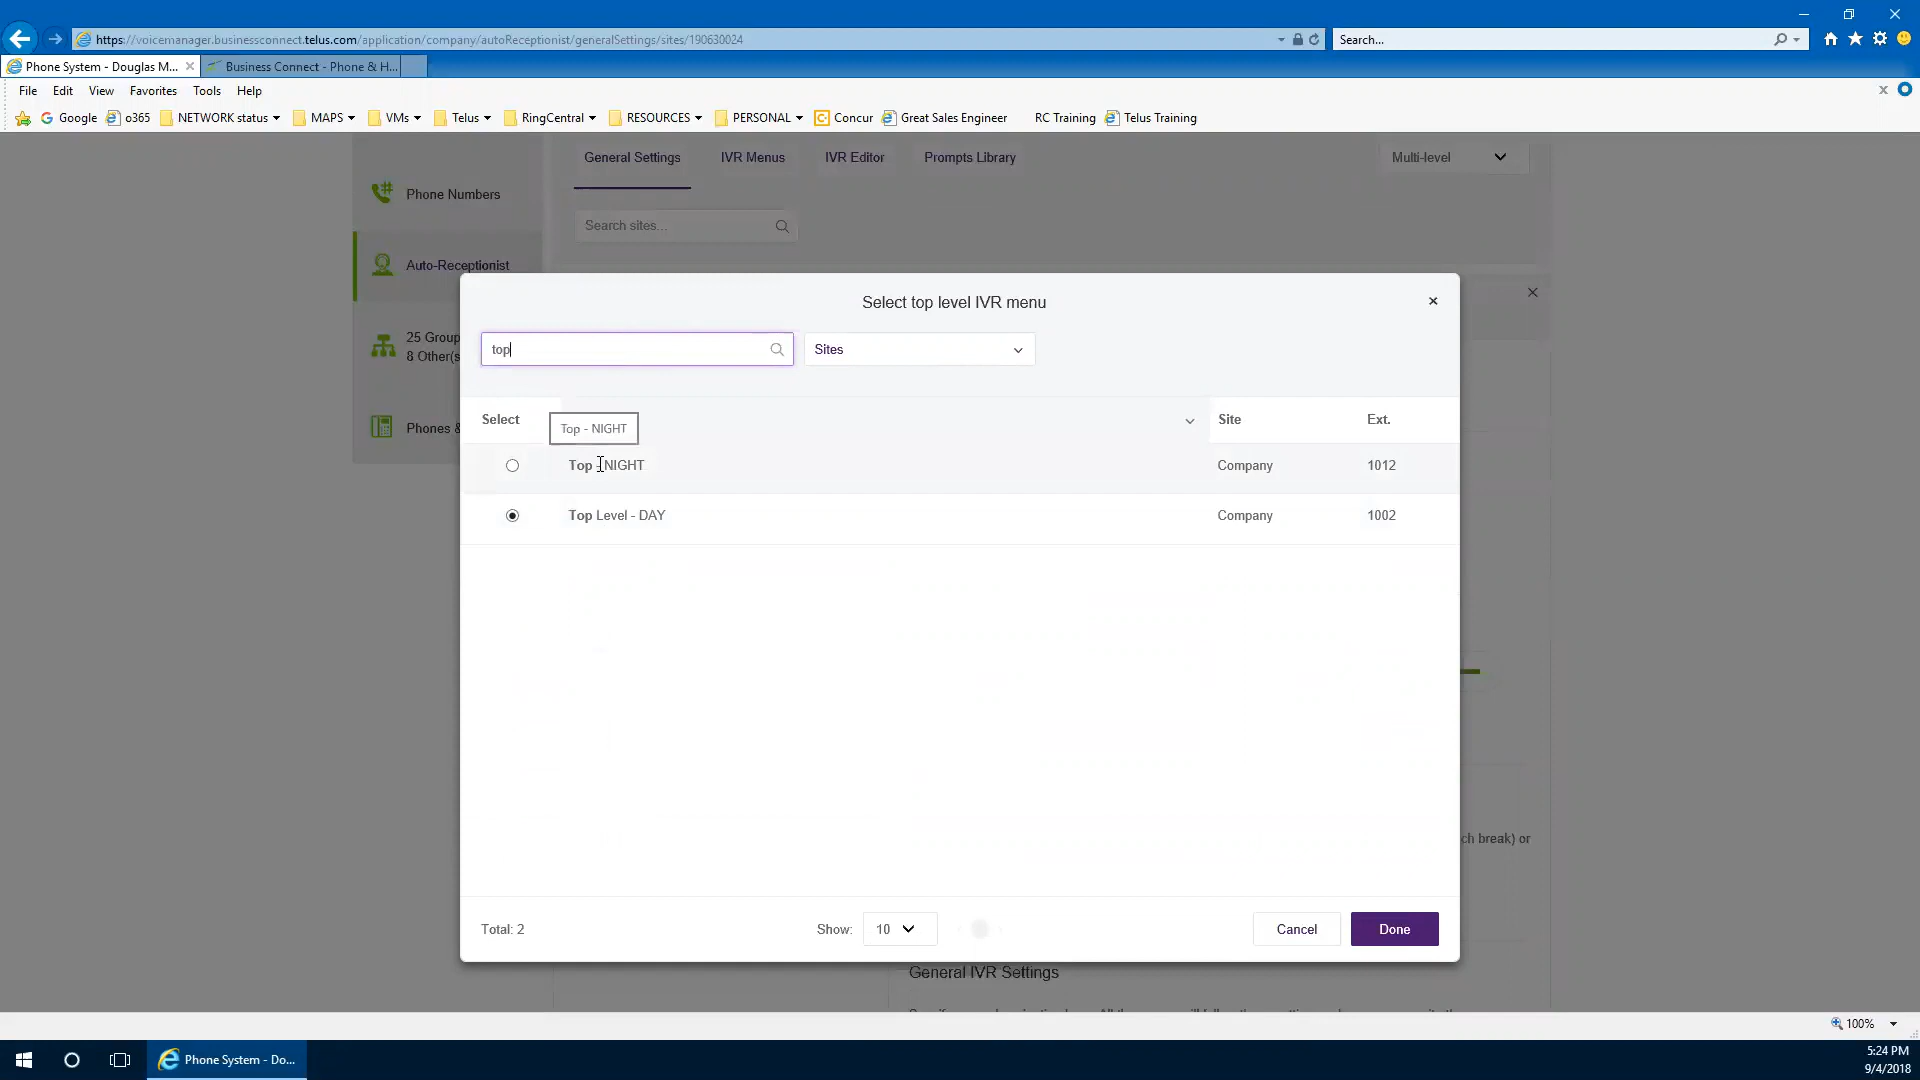 https://voicemanager.businessconnect.telus.com/application/company/autoReceptionist/generalSettings/sites/190630024
Search...
Phone System - Douglas M...
Business Connect - Phone & H...
File Edit View Favorites Tools Help
Google o365 NETWORK status MAPS VMs Telus RingCentral RESOURCES PERSONAL Concur Great Sales Engineer RC Training Telus Training
General Settings IVR Menus IVR Editor Prompts Library Multi-level
Phone Numbers
Search sites...
Auto-Receptionist
Select top level IVR menu
25 Group
8 Other(s
top
Sites
Select
Top - NIGHT
Site
Ext.
Phones &
Top - NIGHT Company 1012
Top Level - DAY Company 1002
ch break) or
Total: 2
Show: 10
Cancel
Done
General IVR Settings
100%
Phone System - Do...
5:24 PM
9/4/2018